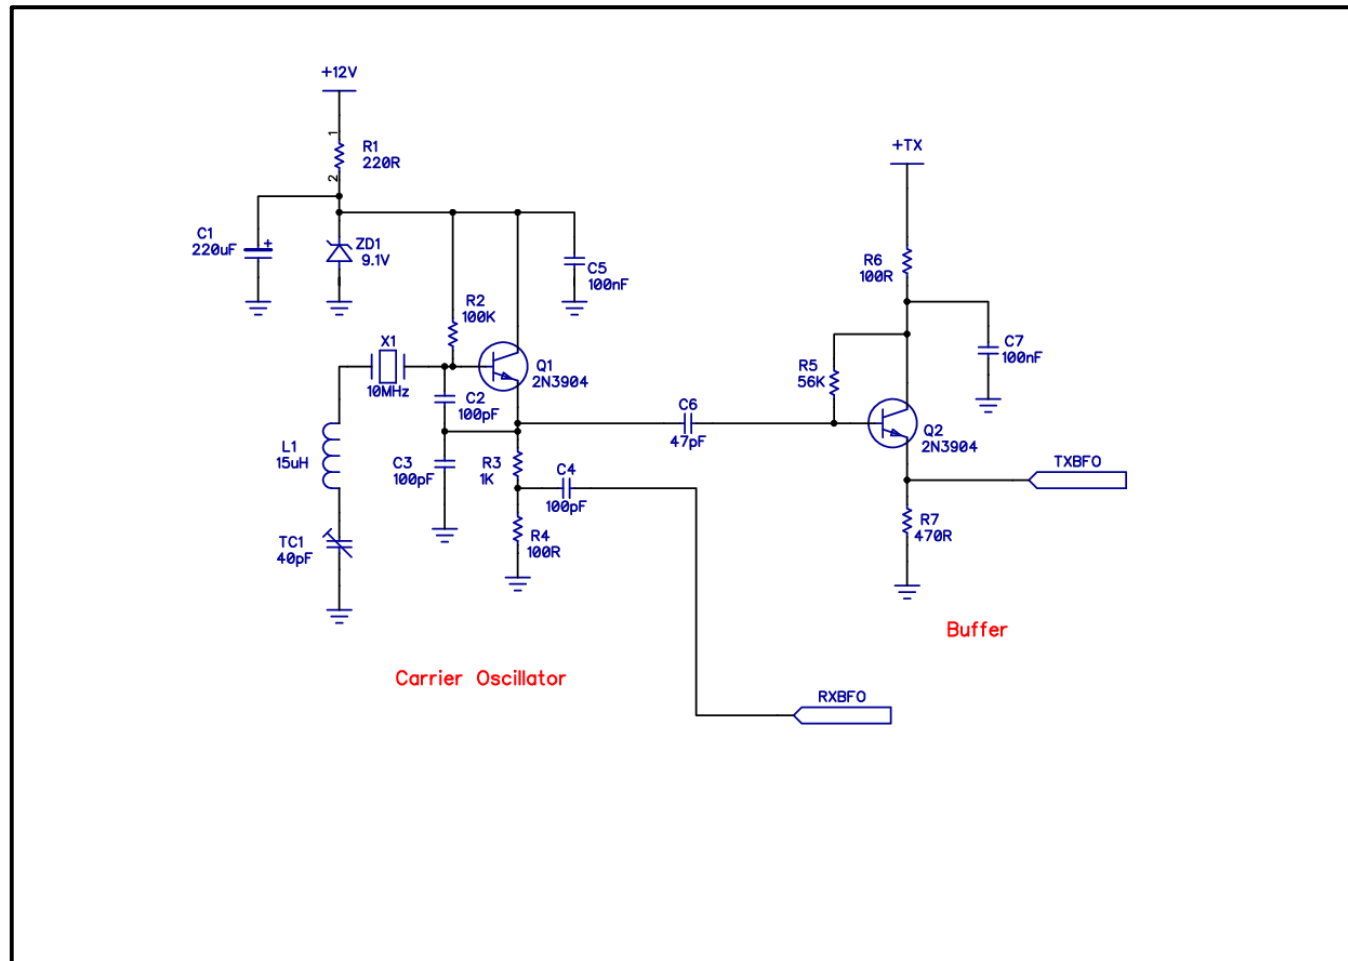 +12V
1
R1
220R
2
+TX
C1
220uF
+
ZD1
9.1V
C5
100nF
R6
100R
R2
100K
X1
10MHz
Q1
2N3904
C7
100nF
R5
56K
C2
100pF
C6
47pF
Q2
2N3904
L1
15uH
C3
100pF
R3
1K
C4
100pF
TXBFO
TC1
40pF
R4
100R
R7
470R
Buffer
Carrier Oscillator
RXBFO